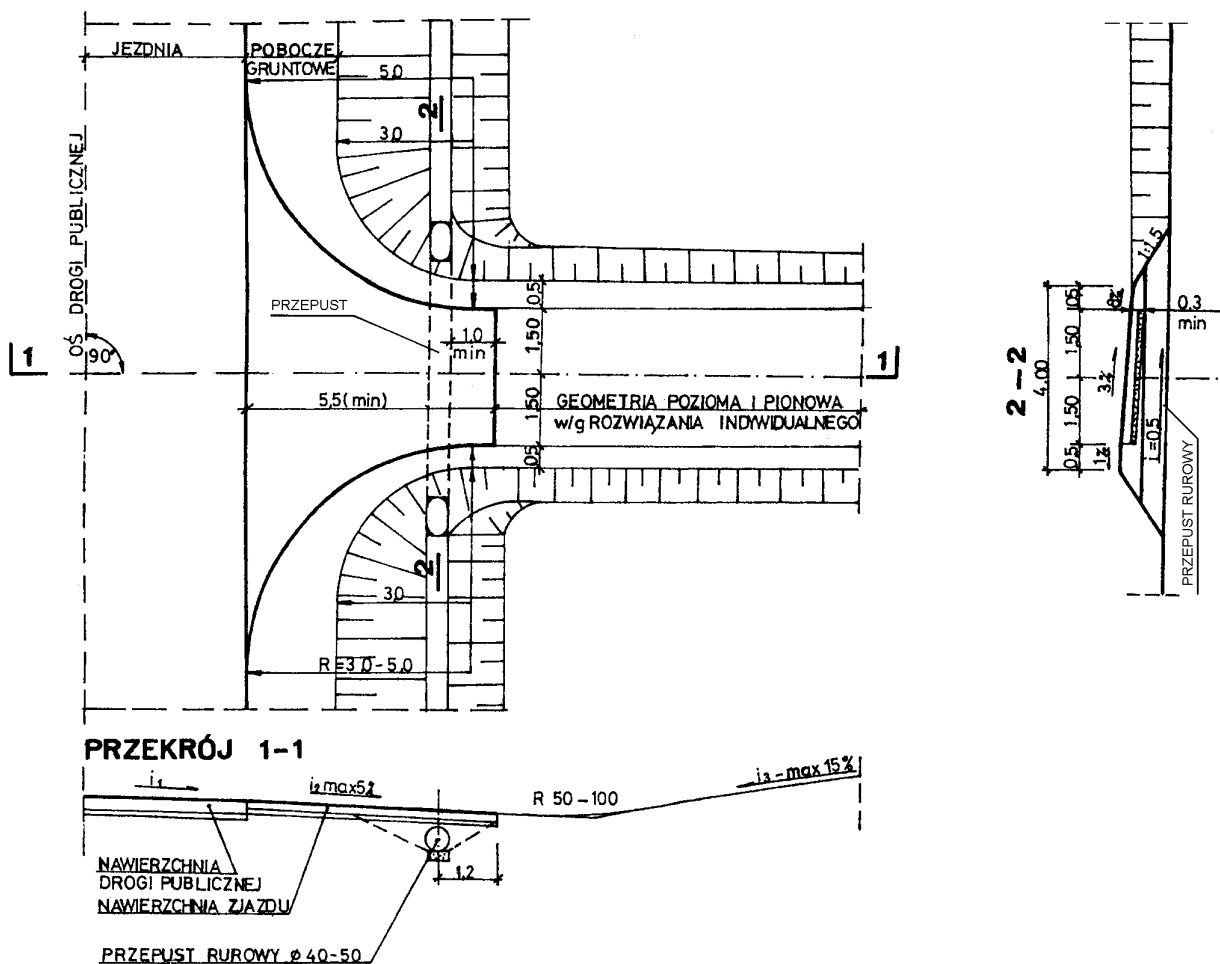 JEZDNIA
POBOCZE
GRUNTOWE
5,0
2
3,0
OŚ DROGI PUBLICZNEJ
PRZEPUST
0,5
1,0
min
1,50
1
90°
1
5,5(min)
1,50
GEOMETRIA POZIOMA I PIONOWA
w/g ROZWIĄZANIA INDYWIDUALNEGO
0,5
2
3,0
R=3,0-5,0
1:1,5
0,5
8%
0.3
min
1,50
2-2
4.00
3%
1,50
i=0,5
0,5
1%
PRZEPUST RUROWY
PRZEKRÓJ 1-1
i₁
i₂ max5%
R 50-100
i₃-max 15%
NAWIERZCHNIA
DROGI PUBLICZNEJ
NAWIERZCHNIA ZJAZDU
1,2
PRZEPUST RUROWY ø 40-50